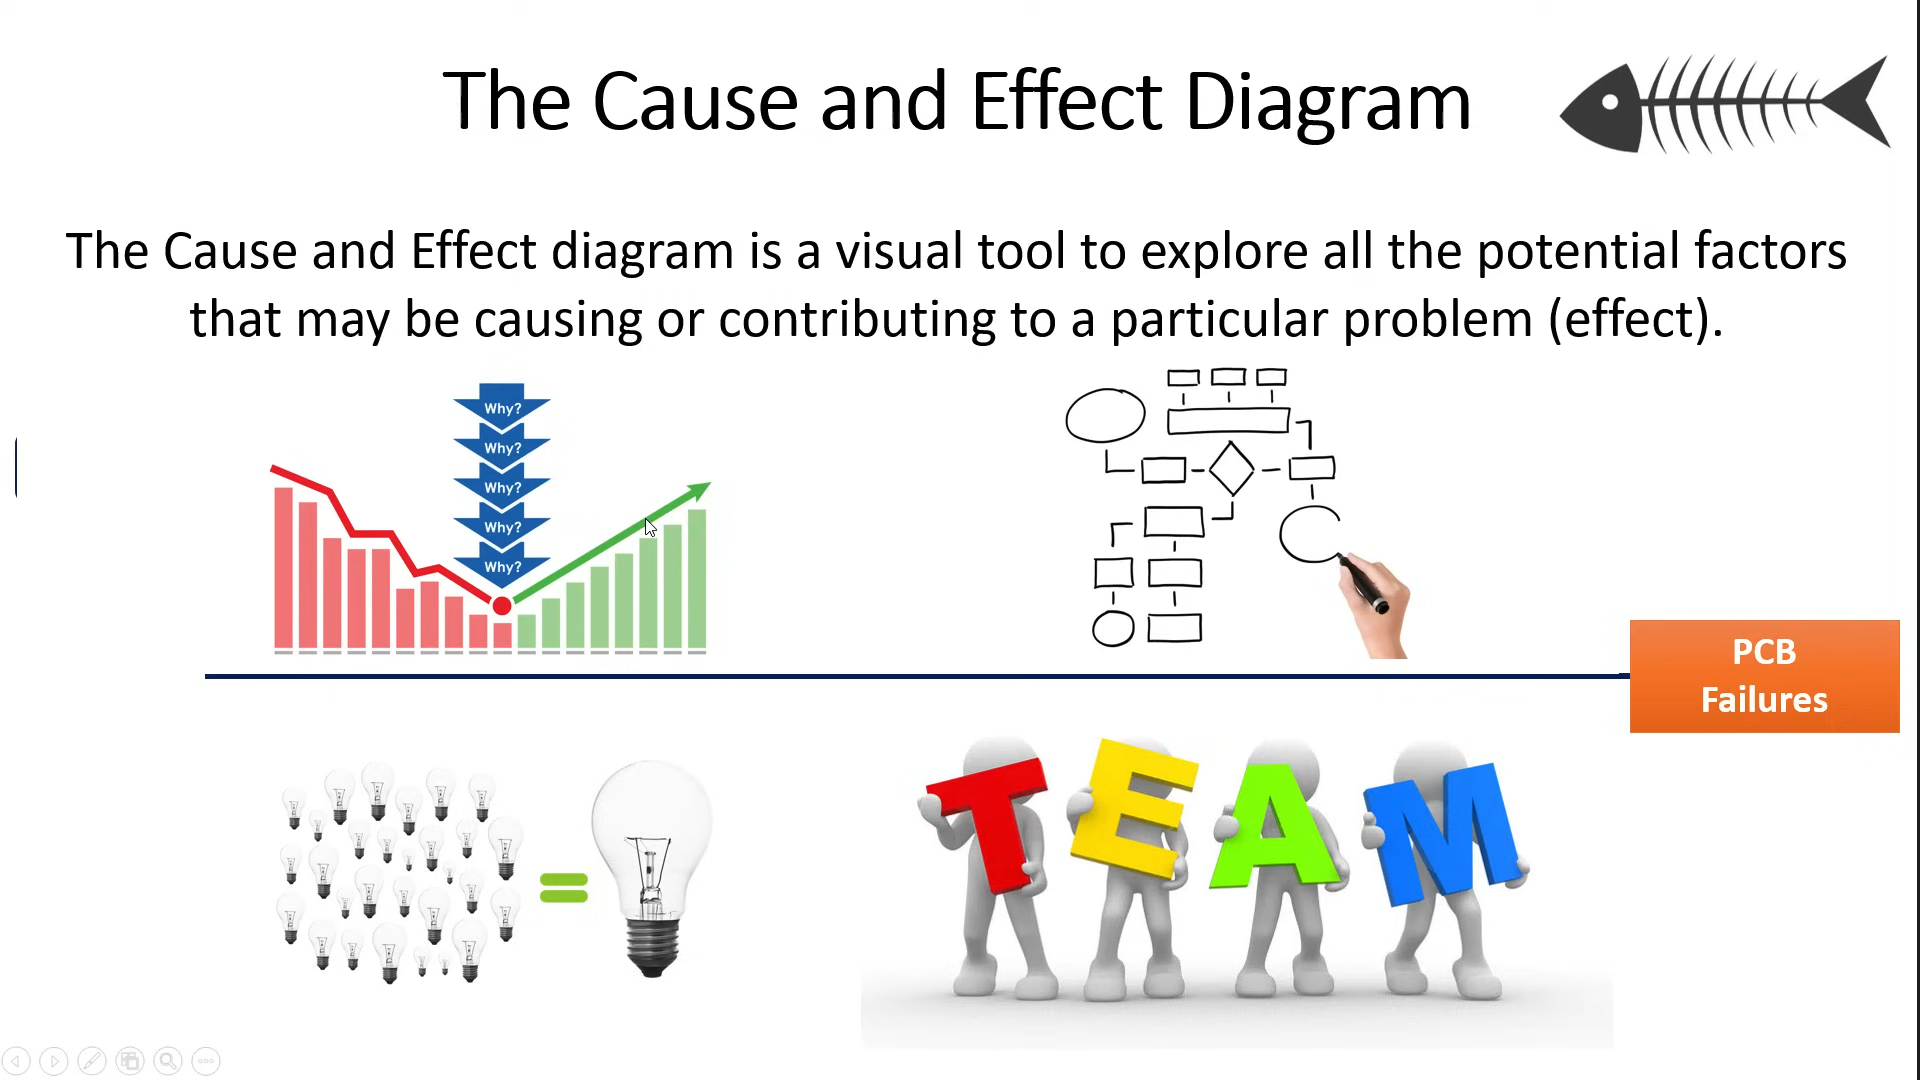 The Cause and Effect Diagram
The Cause and Effect diagram is a visual tool to explore all the potential factors
that may be causing or contributing to a particular problem (effect).
Why?
Why?
Why?
Why?
Why?
PCB
Failures
TEAM